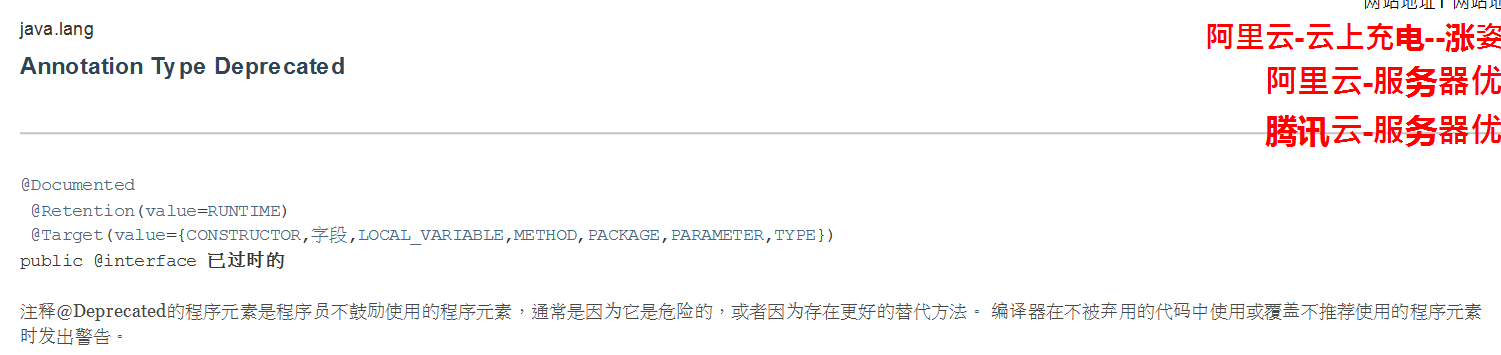 网站地址1 网站地
java.lang
阿里云-云上充电--涨姿
Annotation Type Deprecated
阿里云-服务器优
腾讯云-服务器优
@Documented
@Retention(value=RUNTIME)
@Target(value={CONSTRUCTOR,字段,LOCAL_VARIABLE,METHOD,PACKAGE,PARAMETER,TYPE})
public @interface 已过时的
注释@Deprecated的程序元素是程序员不鼓励使用的程序元素，通常是因为它是危险的，或者因为存在更好的替代方法。 编译器在不被弃用的代码中使用或覆盖不推荐使用的程序元素
时发出警告。